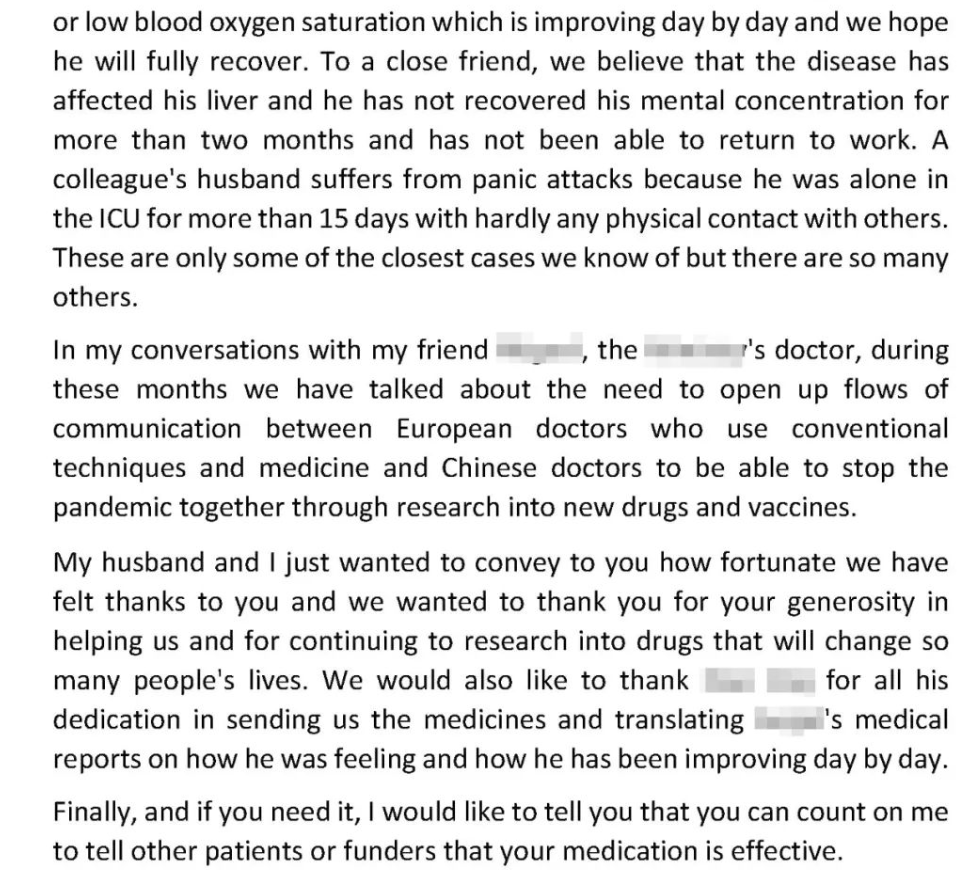 or low blood oxygen saturation which is improving day by day and we hope
he will fully recover. To a close friend, we believe that the disease has
affected his liver and he has not recovered his mental concentration for
more than two months and has not been able to return to work. A
colleague's husband suffers from panic attacks because he was alone in
the ICU for more than 15 days with hardly any physical contact with others.
These are only some of the closest cases we know of but there are so many
others.
In my conversations with my friend , the 's doctor, during
these months we have talked about the need to open up flows of
communication between European doctors who use conventional
techniques and medicine and Chinese doctors to be able to stop the
pandemic together through research into new drugs and vaccines.
My husband and I just wanted to convey to you how fortunate we have
felt thanks to you and we wanted to thank you for your generosity in
helping us and for continuing to research into drugs that will change so
many people's lives. We would also like to thank for all his
dedication in sending us the medicines and translating 's medical
reports on how he was feeling and how he has been improving day by day.
Finally, and if you need it, I would like to tell you that you can count on me
to tell other patients or funders that your medication is effective.